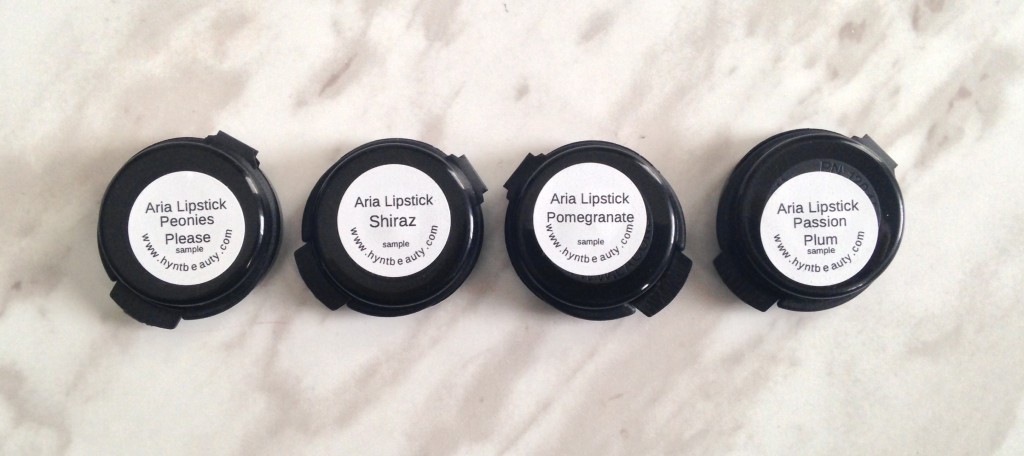 Aria Lipstick
Peonies
Please
sample
www.hyntbeauty.com
Aria Lipstick
Shiraz
sample
www.hyntbeauty.com
Aria Lipstick
Pomegranate
sample
www.hyntbeauty.com
Aria Lipstick
Passion
Plum
sample
www.hyntbeauty.com